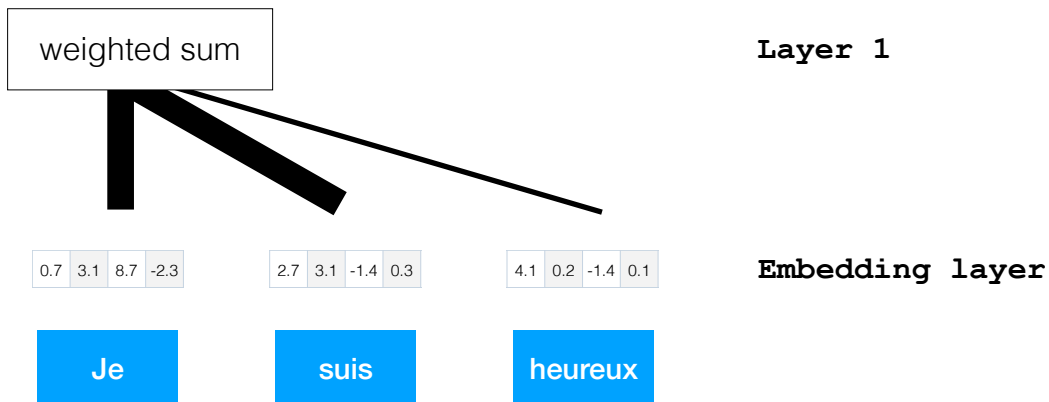 weighted sum Layer 1
0.7 3.1 8.7 -2.3 2.7 3.1 -1.4 0.3 4.1 0.2 -1.4 0.1 Embedding layer
Je suis heureux